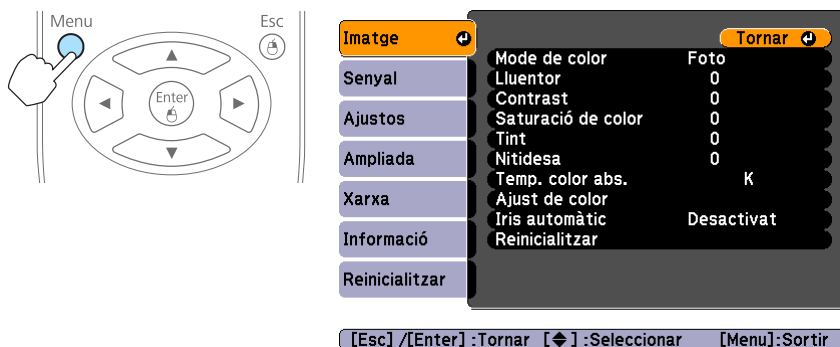 Menu
Esc
Enter
Imatge
Senyal
Ajustos
Ampliada
Xarxa
Informació
Reinicialitzar
Tornar
Mode de color Foto
Lluentor 0
Contrast 0
Saturació de color 0
Tint 0
Nitidesa 0
Temp. color abs. K
Ajust de color
Iris automàtic Desactivat
Reinicialitzar
[Esc] /[Enter] :Tornar [◆] :Seleccionar [Menu]:Sortir